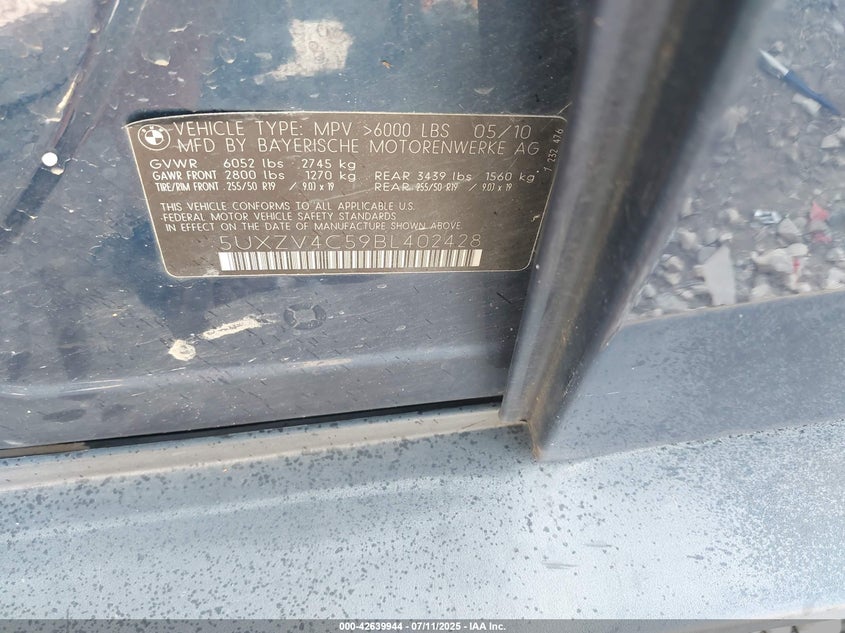 VEHICLE TYPE: MPV >6000 LBS 05/10
MFD BY BAYERISCHE MOTORENWERKE AG
GVWR 6052 lbs 2745 kg
GAWR FRONT 2800 lbs 1270 kg REAR 3439 lbs 1560 kg
TIRE/RIM FRONT 255/50 R19 / 9.0J x 19 REAR 255/50 R19 / 9.0J x 19
THIS VEHICLE CONFORMS TO ALL APPLICABLE U.S.
FEDERAL MOTOR VEHICLE SAFETY STANDARDS
IN EFFECT ON THE DATE OF MANUFACTURE SHOWN ABOVE.
5UXZV4C59BL402428
7 232 476
000-42639944 - 07/11/2025 - IAA Inc.